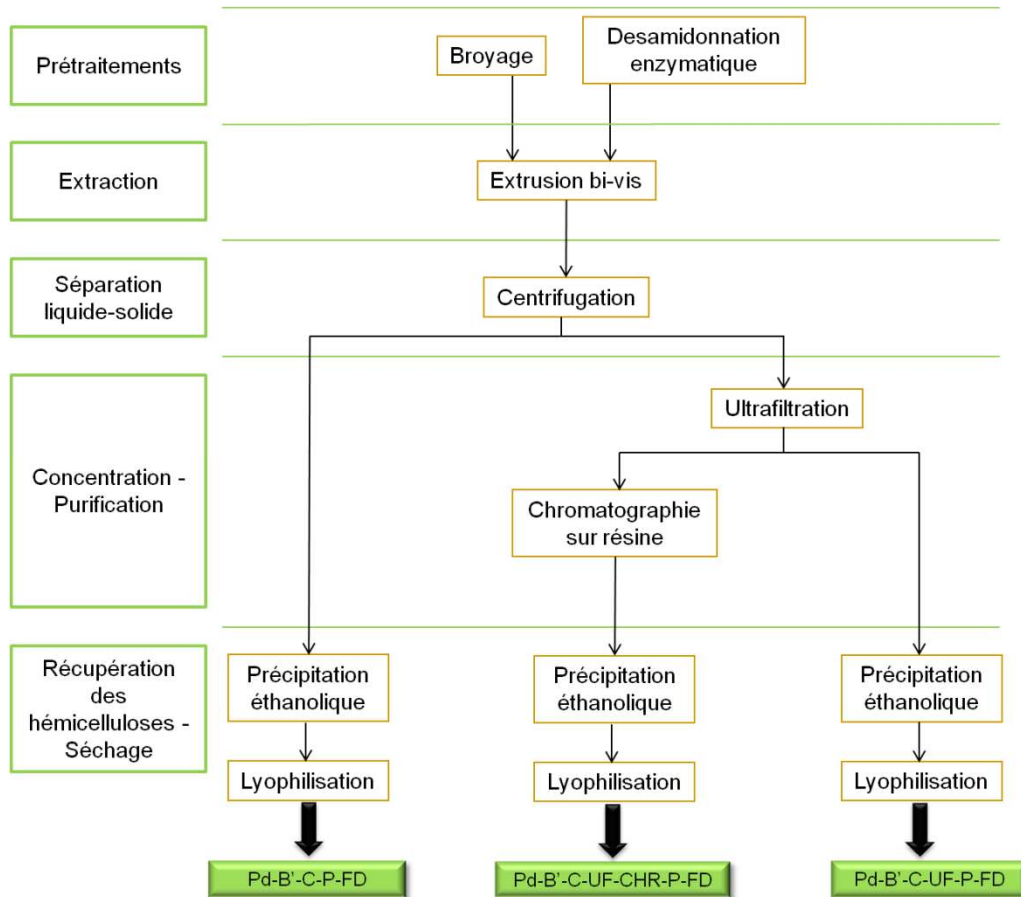 Prétraitements
Broyage
Desamidonnation
enzymatique
Extraction
Extrusion bi-vis
Séparation
liquide-solide
Centrifugation
Concentration -
Purification
Ultrafiltration
Chromatographie
sur résine
Récupération
des
hémicelluloses -
Séchage
Précipitation
éthanolique
Précipitation
éthanolique
Précipitation
éthanolique
Lyophilisation
Lyophilisation
Lyophilisation
Pd-B'-C-P-FD
Pd-B'-C-UF-CHR-P-FD
Pd-B'-C-UF-P-FD